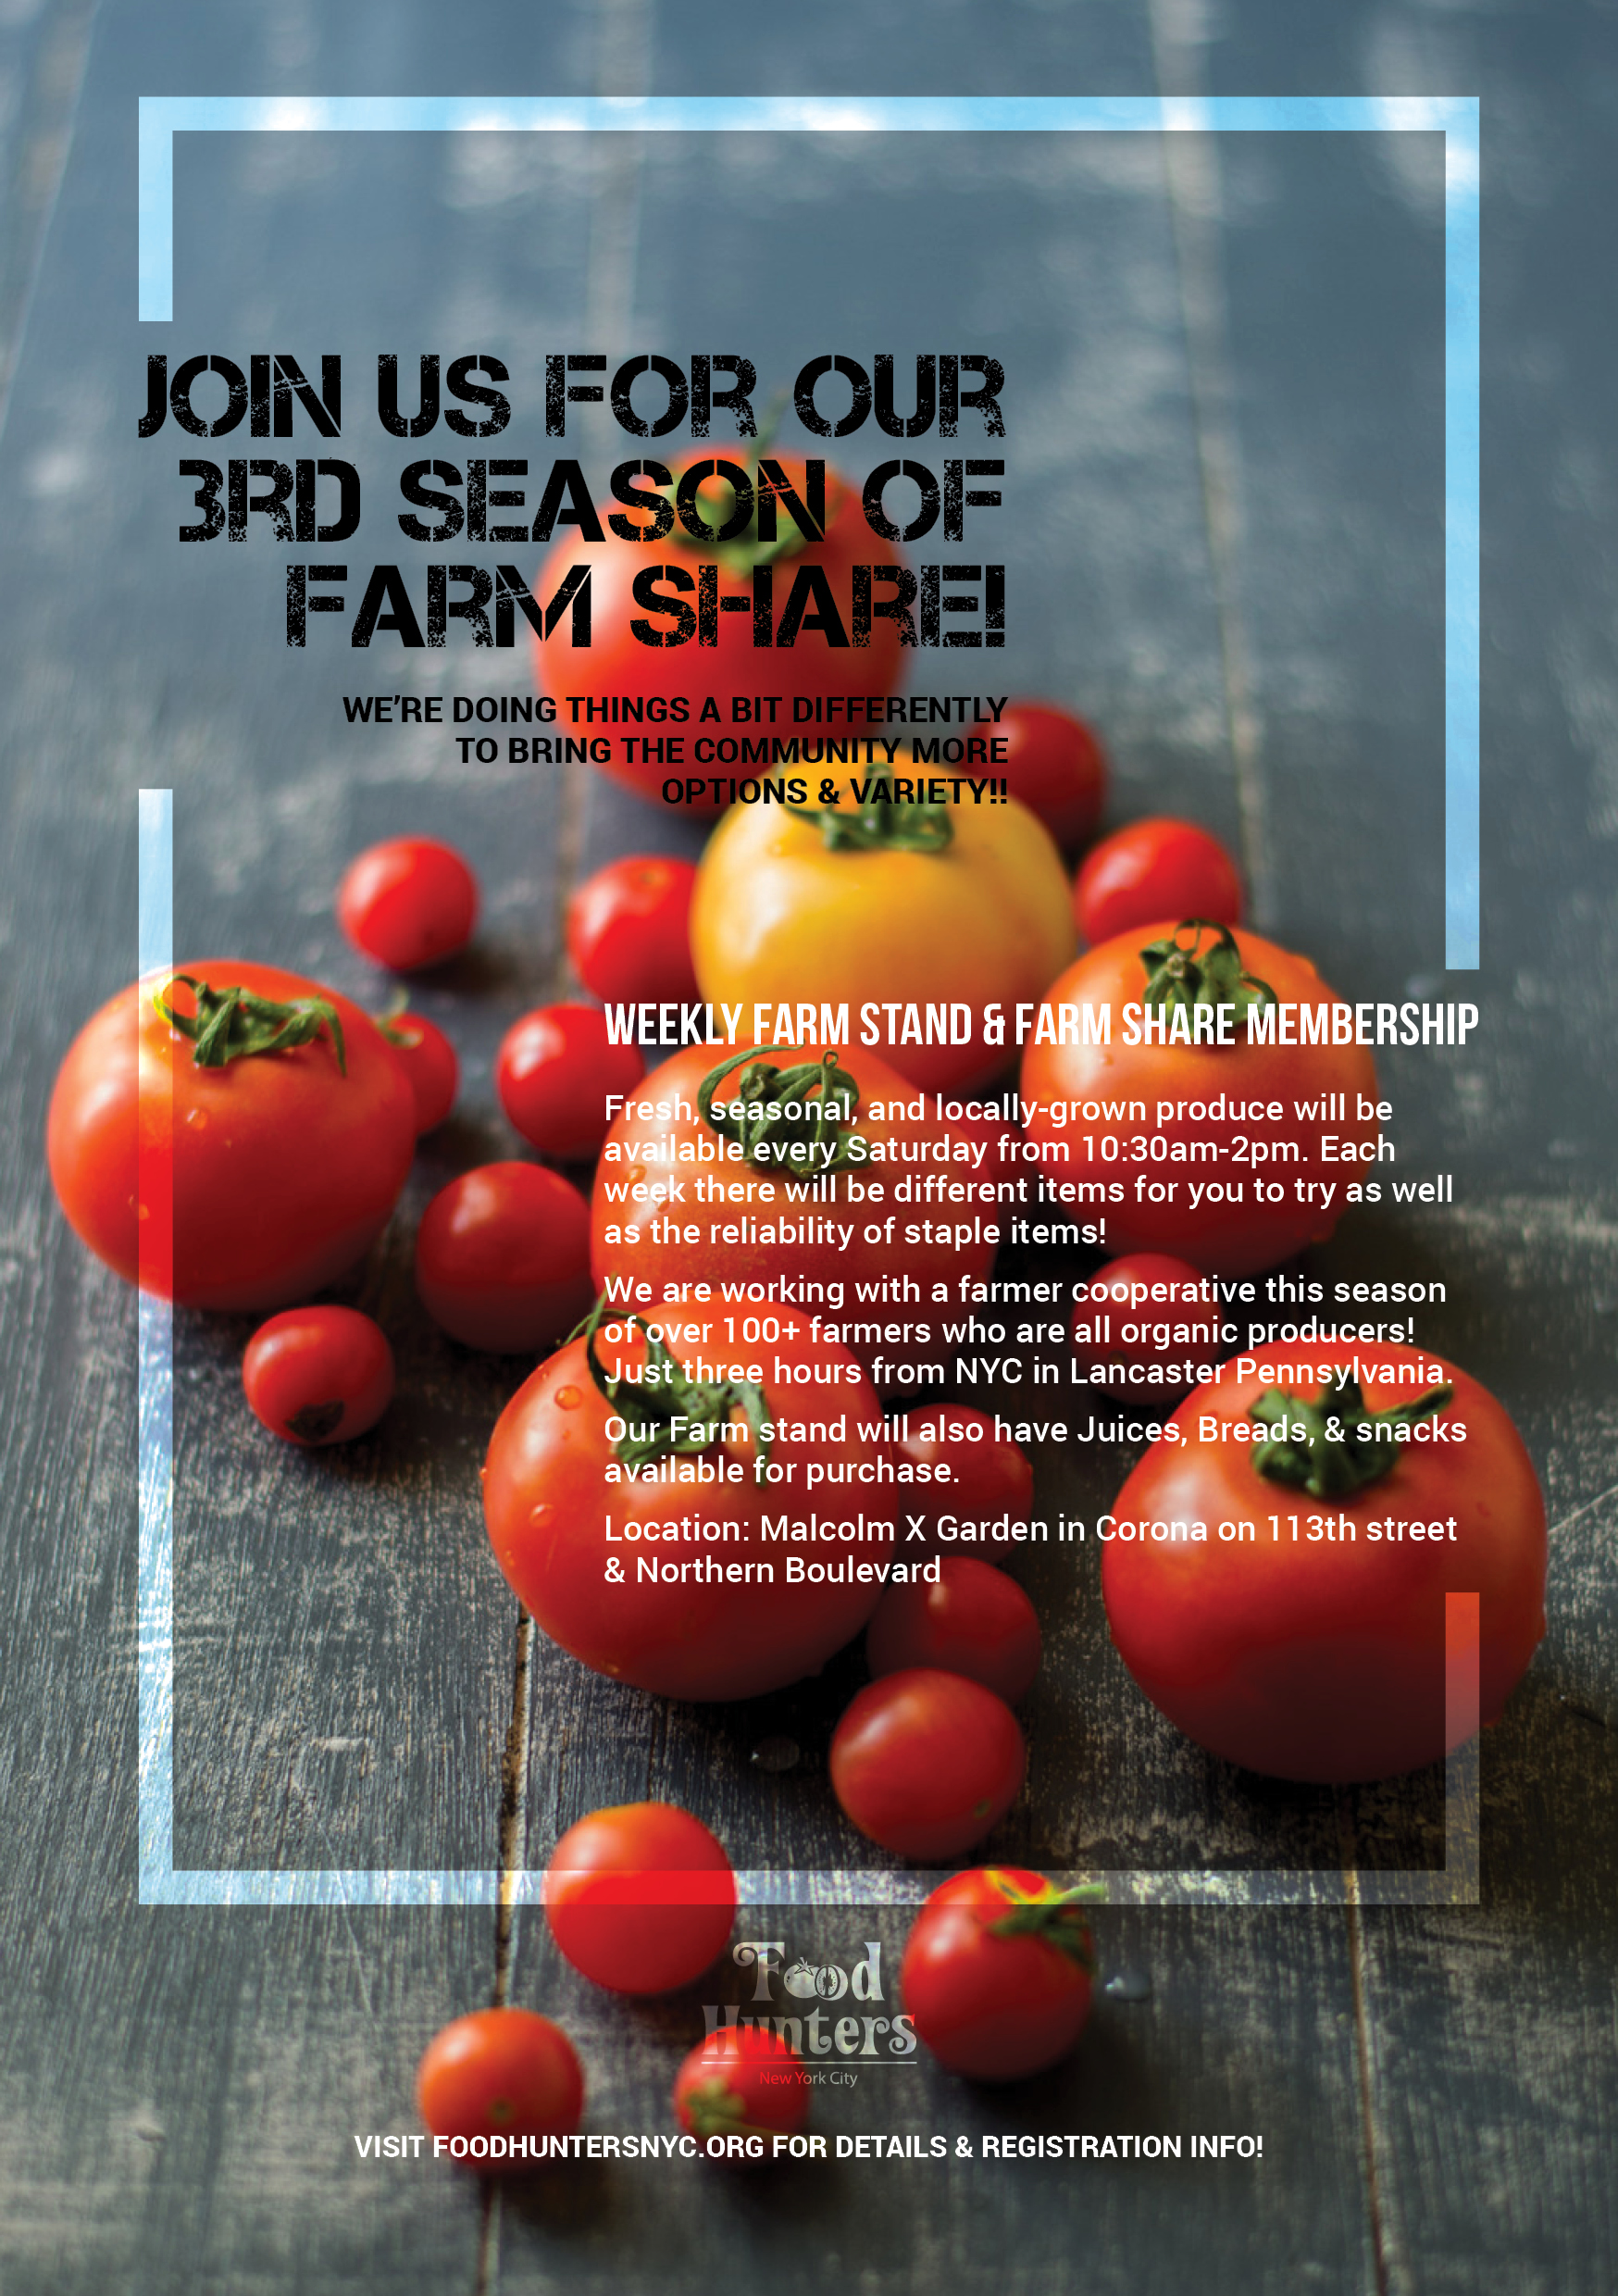 JOIN US FOR OUR
3RD SEASON OF
FARM SHARE!
WE'RE DOING THINGS A BIT DIFFERENTLY
TO BRING THE COMMUNITY MORE
OPTIONS & VARIETY!!
WEEKLY FARM STAND & FARM SHARE MEMBERSHIP
Fresh, seasonal, and locally-grown produce will be
available every Saturday from 10:30am-2pm. Each
week there will be different items for you to try as well
as the reliability of staple items!
We are working with a farmer cooperative this season
of over 100+ farmers who are all organic producers!
Just three hours from NYC in Lancaster Pennsylvania.
Our Farm stand will also have Juices, Breads, & snacks
available for purchase.
Location: Malcolm X Garden in Corona on 113th street
& Northern Boulevard
Food
Hunters
New York City
VISIT FOODHUNTERSNYC.ORG FOR DETAILS & REGISTRATION INFO!